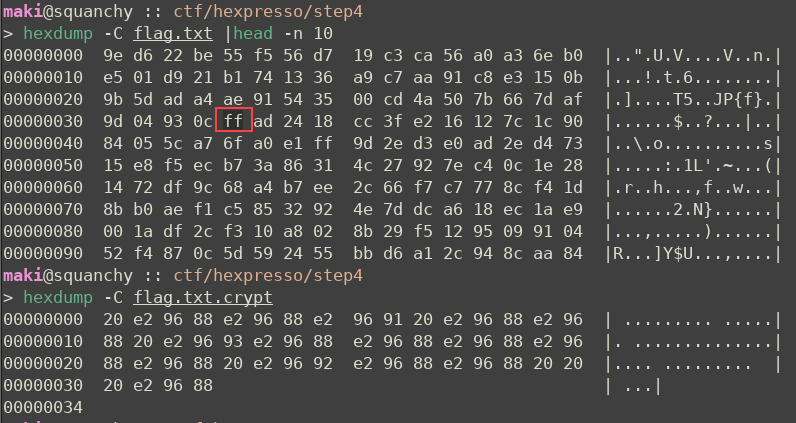 maki@squanchy :: ctf/hexpresso/step4
> hexdump -C flag.txt |head -n 10
00000000  9e d6 22 be 55 f5 56 d7  19 c3 ca 56 a0 a3 6e b0  |..".U.V....V..n.|
00000010  e5 01 d9 21 b1 74 13 36  a9 c7 aa 91 c8 e3 15 0b  |...!.t.6........|
00000020  9b 5d ad a4 ae 91 54 35  00 cd 4a 50 7b 66 7d af  |.]....T5..JP{f}.|
00000030  9d 04 93 0c ff ad 24 18  cc 3f e2 16 12 7c 1c 90  |......$..?...|..|
00000040  84 05 5c a7 6f a0 e1 ff  9d 2e d3 e0 ad 2e d4 73  |..\.o..........s|
00000050  15 e8 f5 ec b7 3a 86 31  4c 27 92 7e c4 0c 1e 28  |.....:.1L'.~...(|
00000060  14 72 df 9c 68 a4 b7 ee  2c 66 f7 c7 77 8c f4 1d  |.r..h...,f..w...|
00000070  8b b0 ae f1 c5 85 32 92  4e 7d dc a6 18 ec 1a e9  |......2.N}......|
00000080  00 1a df 2c f3 10 a8 02  8b 29 f5 12 95 09 91 04  |...,.....)......|
00000090  52 f4 87 0c 5d 59 24 55  bb d6 a1 2c 94 8c aa 84  |R...]Y$U...,....|
maki@squanchy :: ctf/hexpresso/step4
> hexdump -C flag.txt.crypt
00000000  20 e2 96 88 e2 96 88 e2  96 91 20 e2 96 88 e2 96  | ......... .....|
00000010  88 20 e2 96 93 e2 96 88  e2 96 88 e2 96 88 e2 96  |. ..............|
00000020  88 e2 96 88 20 e2 96 92  e2 96 88 e2 96 88 20 20  |.... .........  |
00000030  20 e2 96 88                                       | ...|
00000034